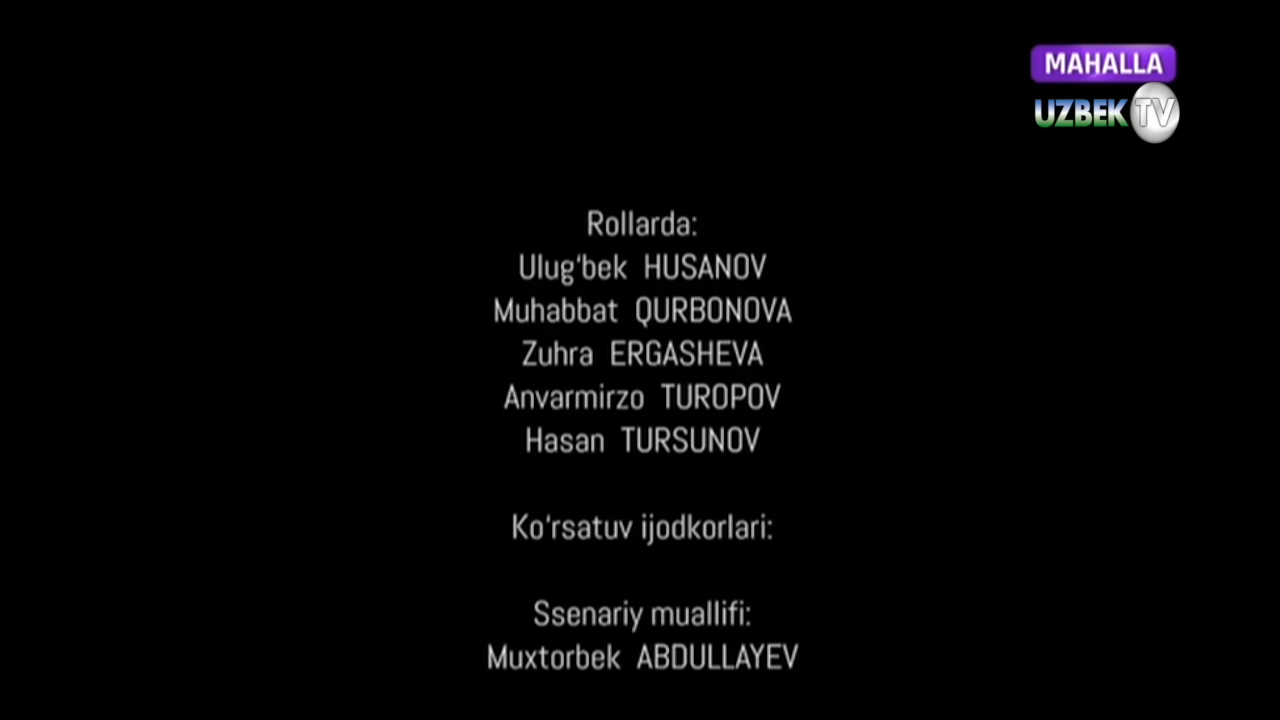 MAHALLA
UZBEK TV
Rollarda:
Ulug‘bek HUSANOV
Muhabbat QURBONOVA
Zuhra ERGASHEVA
Anvarmirzo TUROPOV
Hasan TURSUNOV
Ko‘rsatuv ijodkorlari:
Ssenariy muallifi:
Muxtorbek ABDULLAYEV